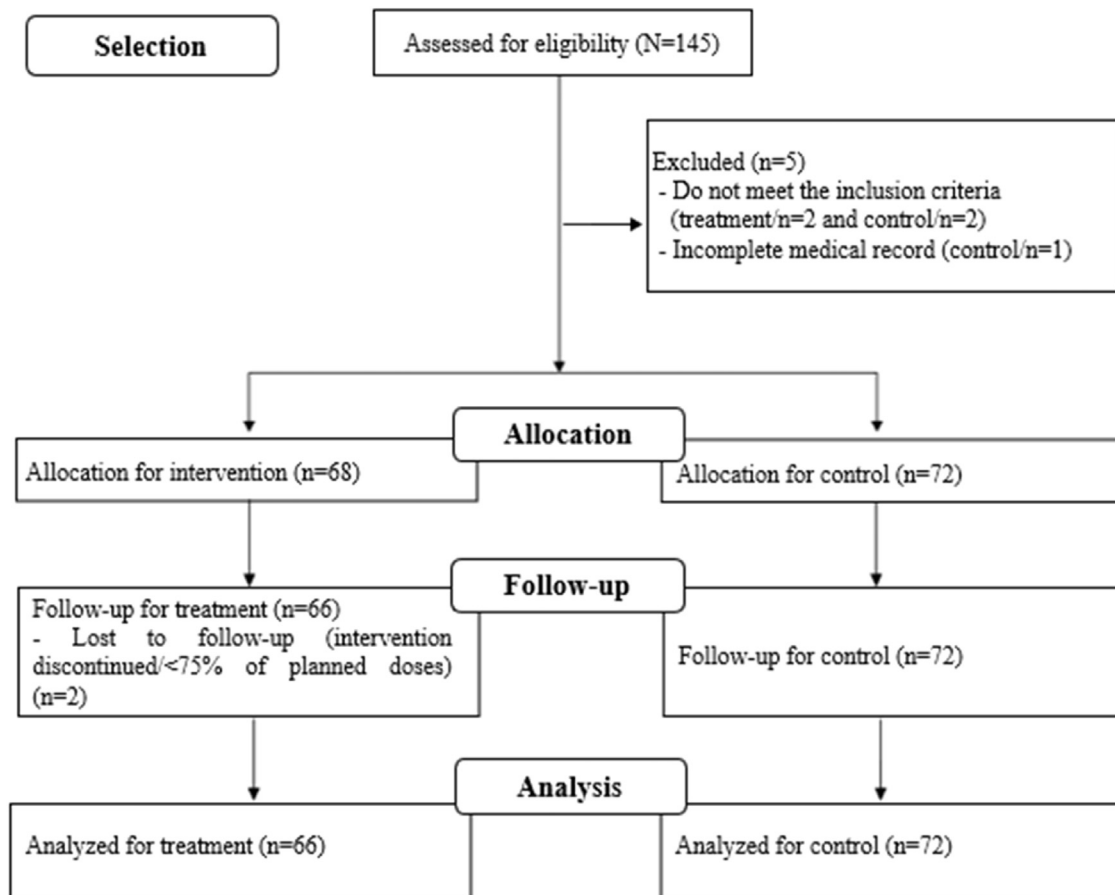 Selection
Assessed for eligibility (N=145)
Excluded (n=5)
- Do not meet the inclusion criteria
(treatment/n=2 and control/n=2)
- Incomplete medical record (control/n=1)
Allocation
Allocation for intervention (n=68)
Allocation for control (n=72)
Follow-up
Follow-up for treatment (n=66)
- Lost to follow-up (intervention
discontinued/<75% of planned doses)
(n=2)
Follow-up for control (n=72)
Analysis
Analyzed for treatment (n=66)
Analyzed for control (n=72)